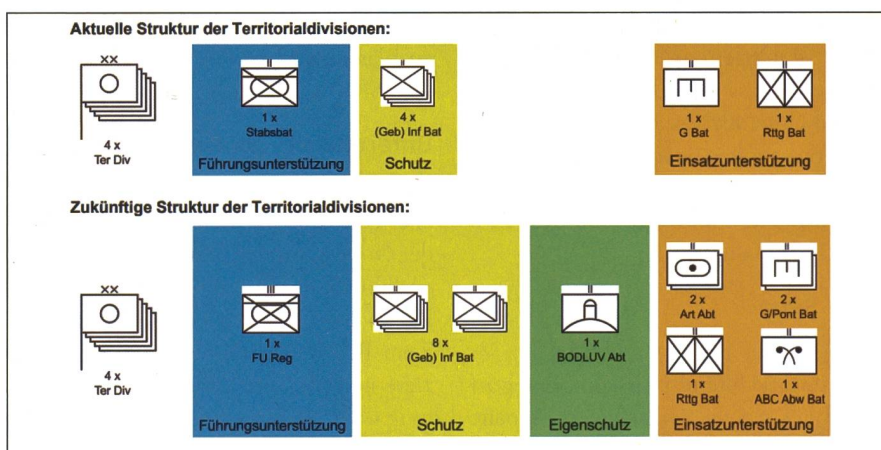 Aktuelle Struktur der Territorialdivisionen:
4 x
Ter Div
1 x
Stabsbat
Führungsunterstützung
4 x
(Geb) Inf Bat
Schutz
1 x
G Bat
1 x
Rttg Bat
Einsatzunterstützung
Zukünftige Struktur der Territorialdivisionen:
4 x
Ter Div
1 x
FU Reg
Führungsunterstützung
8 x
(Geb) Inf Bat
Schutz
1 x
BODLUV Abt
Eigenschutz
2 x
Art Abt
2 x
G/Pont Bat
1 x
Rttg Bat
1 x
ABC Abw Bat
Einsatzunterstützung